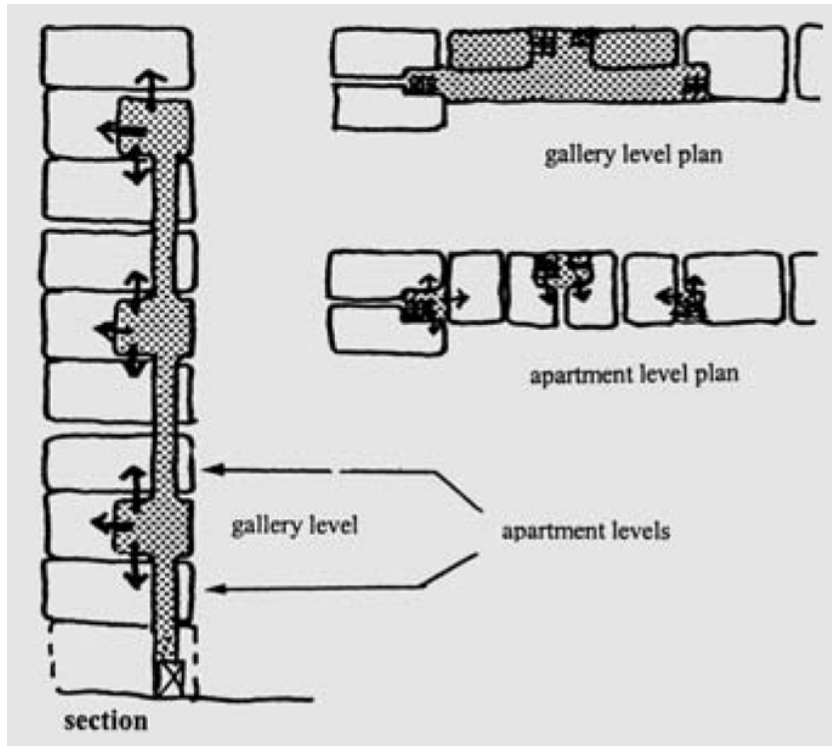 gallery level plan
apartment level plan
gallery level
apartment levels
section